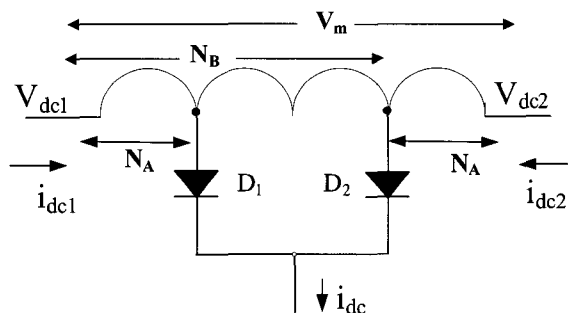 Vm
NB
Vdc1
Vdc2
NA
NA
idc1
D1
D2
idc2
idc